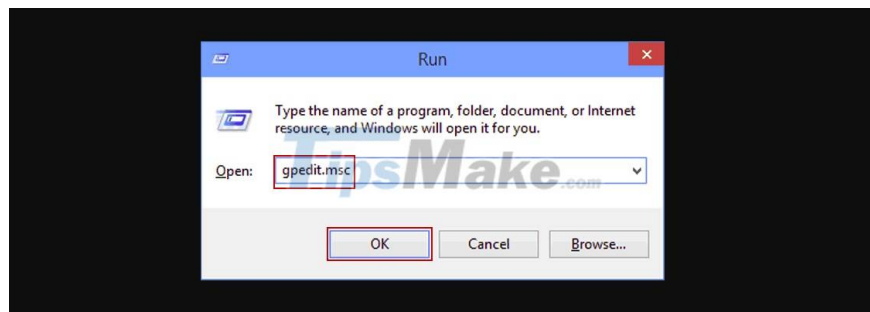 Run
Type the name of a program, folder, document, or Internet
resource, and Windows will open it for you.
Open: gpedit.msc
TipsMake.com
OK Cancel Browse...